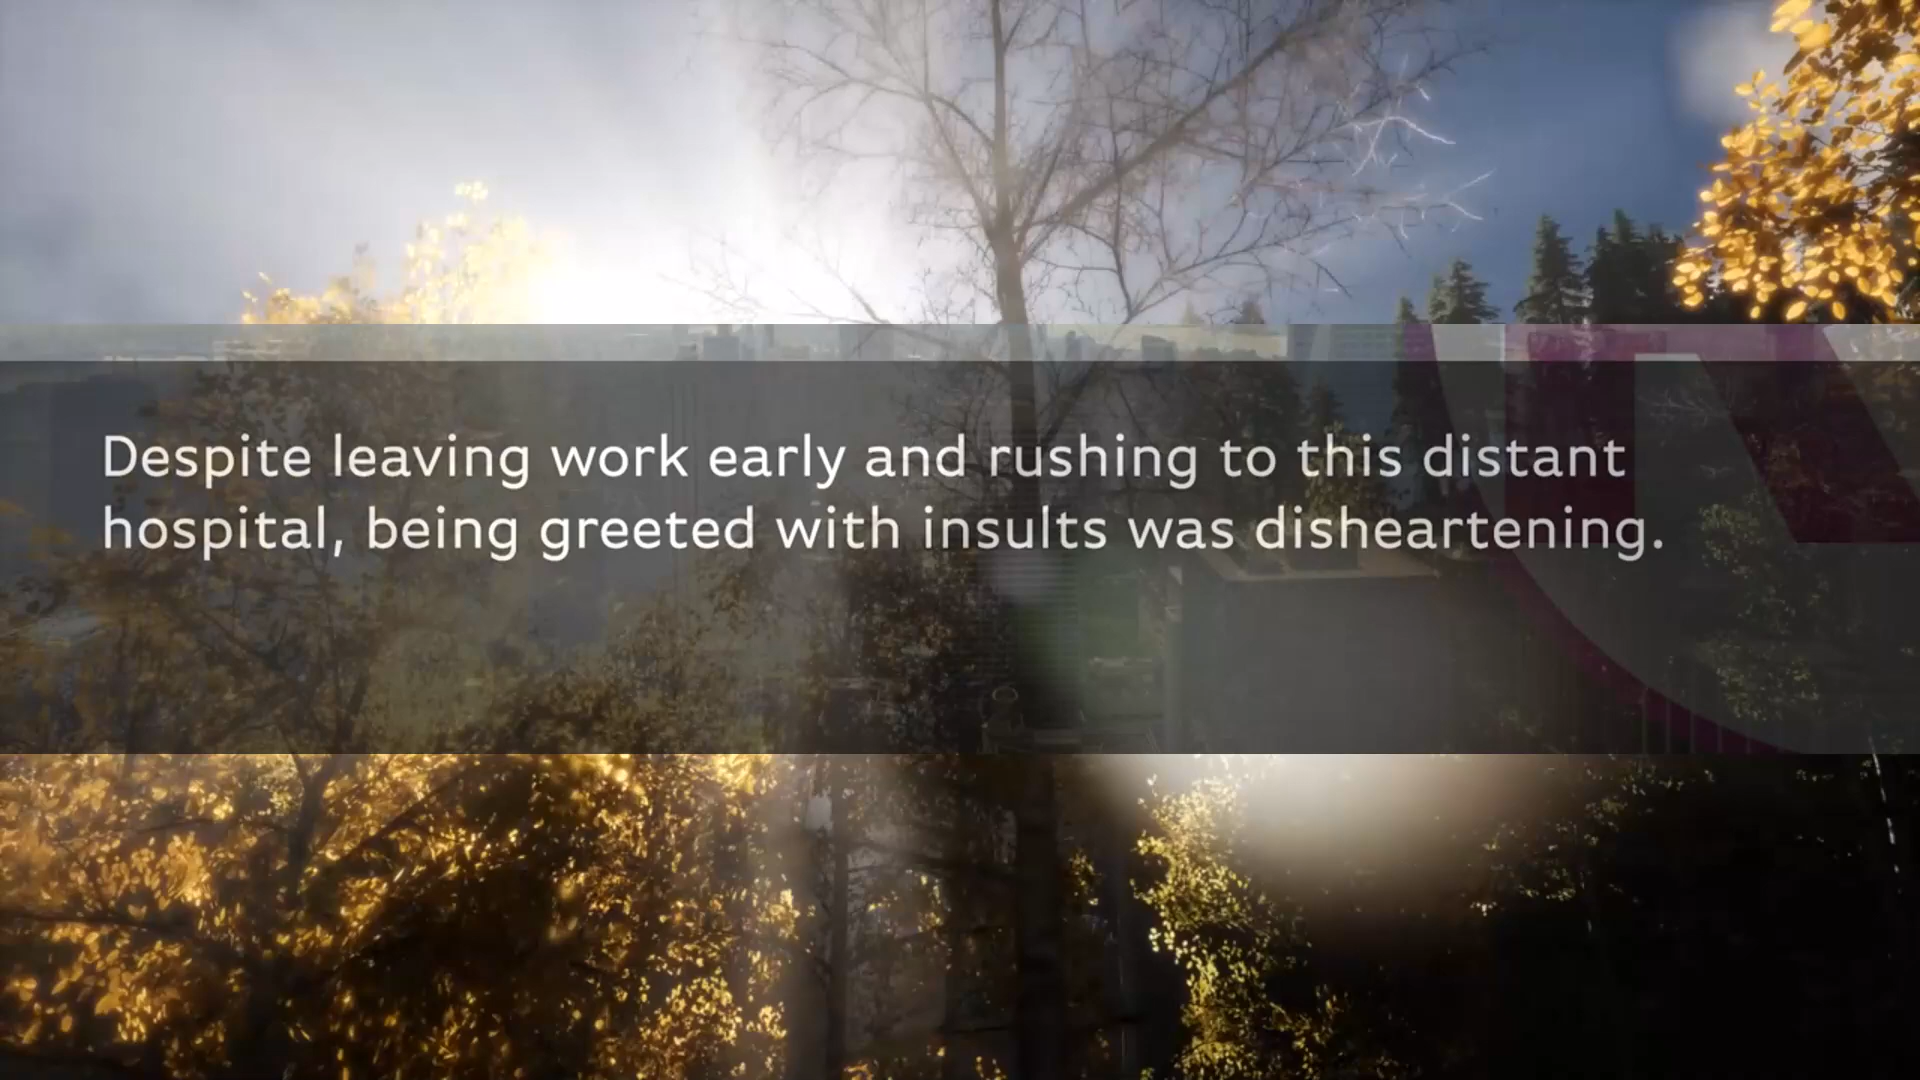 Despite leaving work early and rushing to this distant
hospital, being greeted with insults was disheartening.